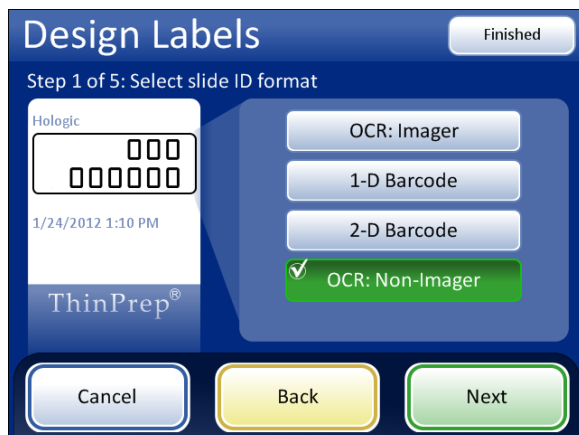 Design Labels
Finished
Step 1 of 5: Select slide ID format
Hologic
000
000000
1/24/2012 1:10 PM
ThinPrep®
OCR: Imager
1-D Barcode
2-D Barcode
OCR: Non-Imager
Cancel
Back
Next